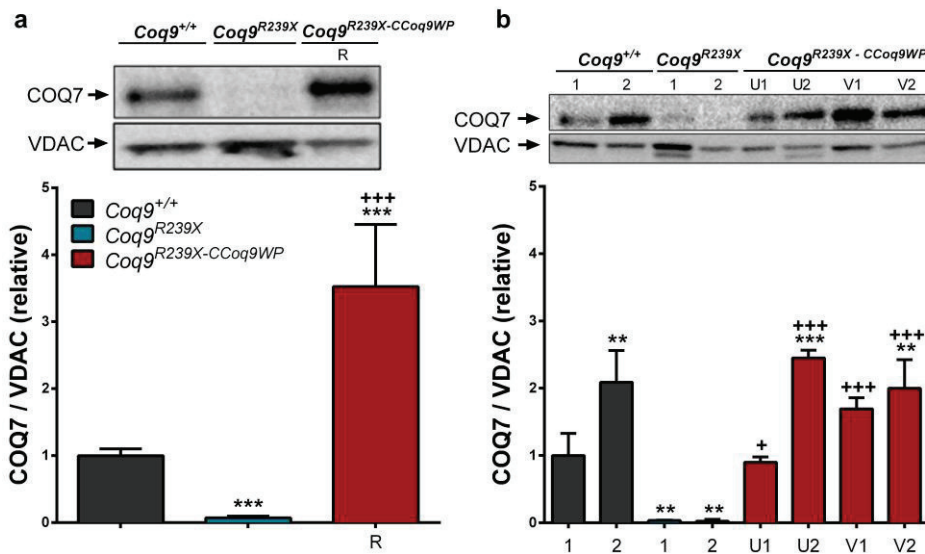 a
Coq9+/+ Coq9R239X Coq9R239X-CCoq9WP
R
COQ7
VDAC
COQ7 / VDAC (relative)
5
4
3
2
1
0
Coq9+/+
Coq9R239X
Coq9R239X-CCoq9WP
***
+++
***
R
b
Coq9+/+ Coq9R239X Coq9R239X - CCoq9WP
1 2 1 2 U1 U2 V1 V2
COQ7
VDAC
COQ7 / VDAC (relative)
5
4
3
2
1
0
**
**
**
+
+++
***
+++
+++
**
1 2 1 2 U1 U2 V1 V2